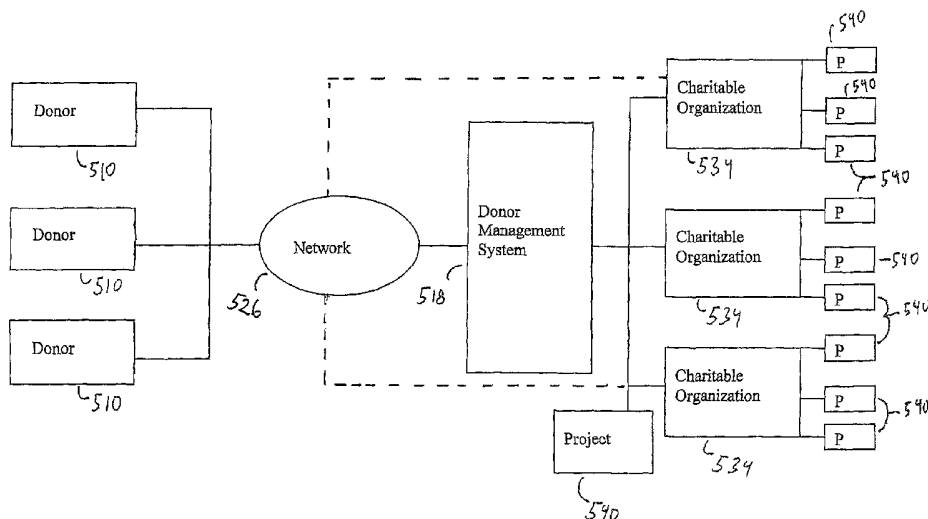 540
P
540
P
P
540
Charitable
Organization
534
Donor
510
Donor
510
Donor
510
Network
526
Donor
Management
System
518
P
Charitable
Organization
534
P
540
P
540
P
Charitable
Organization
534
P
540
P
Project
540